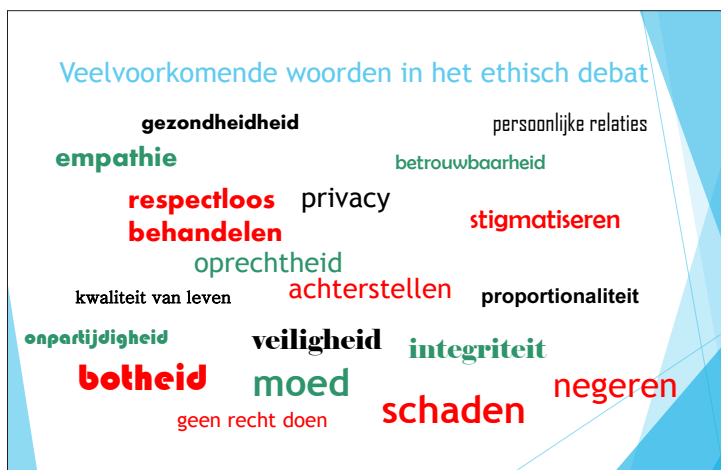 Veelvoorkomende woorden in het ethisch debat
gezondheidheid
persoonlijke relaties
empathie
betrouwbaarheid
respectloos
behandelen
privacy
stigmatiseren
oprechtheid
achterstellen
kwaliteit van leven
proportionaliteit
onpartijdigheid
veiligheid
integriteit
botheid
moed
negeren
schaden
geen recht doen